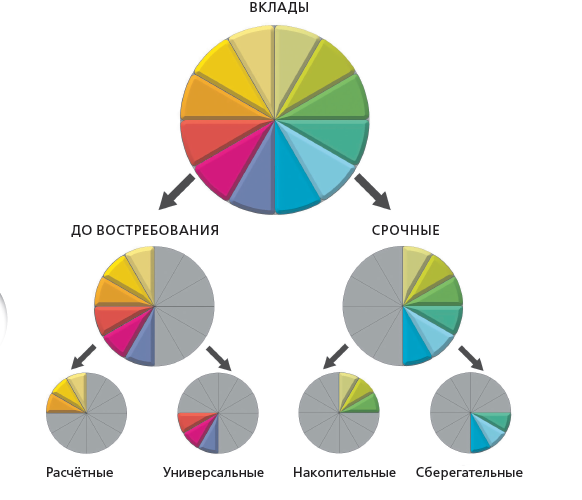 ВКЛАДЫ
ДО ВОСТРЕБОВАНИЯ
СРОЧНЫЕ
Расчётные
Универсальные
Накопительные
Сберегательные